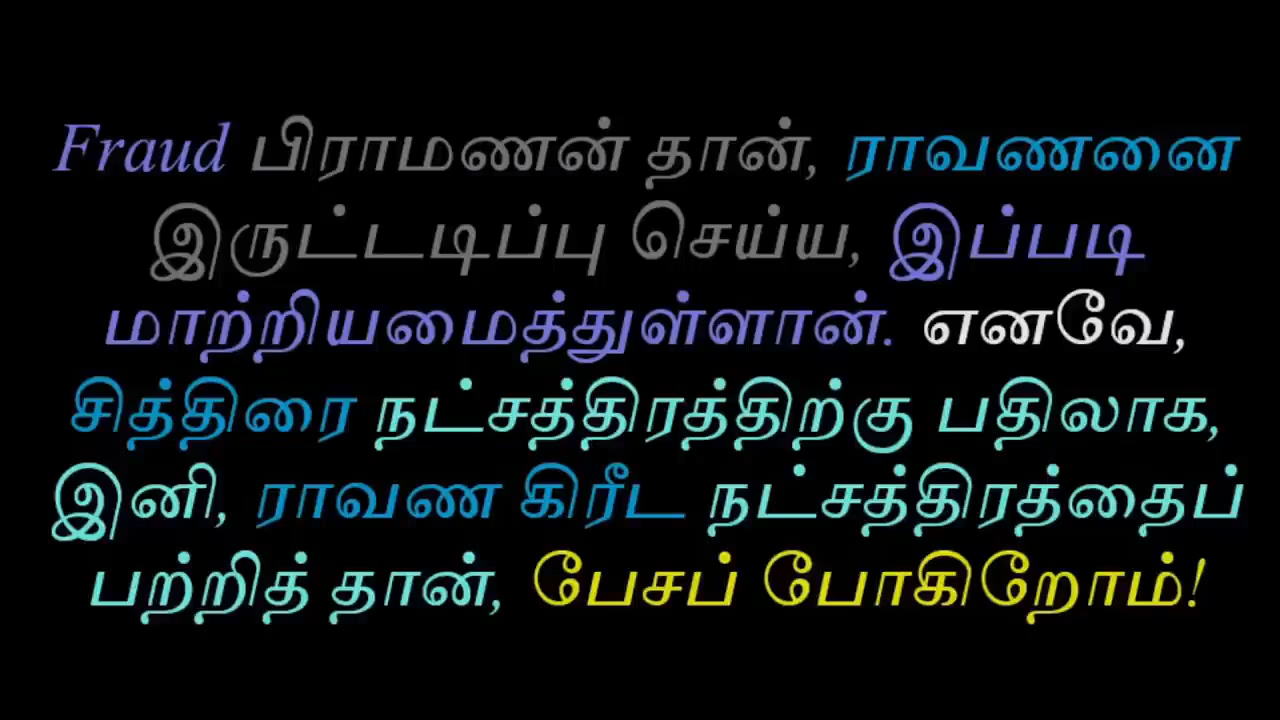 Fraud பிராமணன் தான், ராவணனை
இருட்டடிப்பு செய்ய, இப்படி
மாற்றியமைத்துள்ளான். எனவே,
சித்திரை நட்சத்திரத்திற்கு பதிலாக,
இனி, ராவண கிரீட நட்சத்திரத்தைப்
பற்றித் தான், பேசப் போகிறோம்!